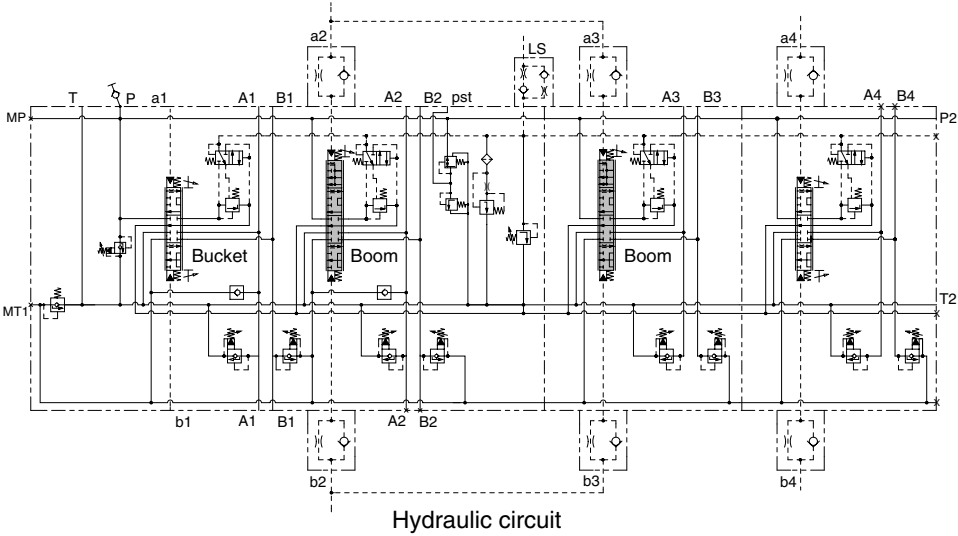 a2 LS a3 a4
T P a1 A1 B1 A2 B2 pst A3 B3 A4 B4
MP P2
Bucket Boom Boom
MT1 T2
b1 A1 B1 A2 B2
b2 b3 b4
Hydraulic circuit